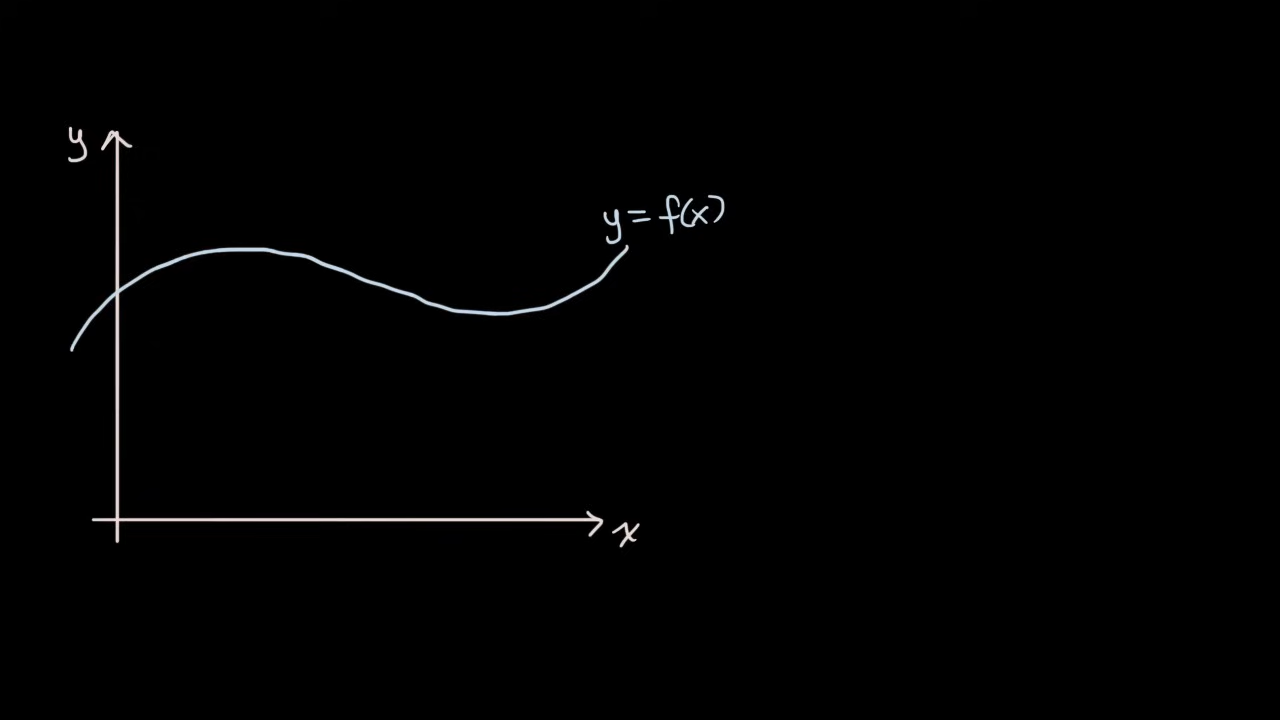 y
y = f(x)
x